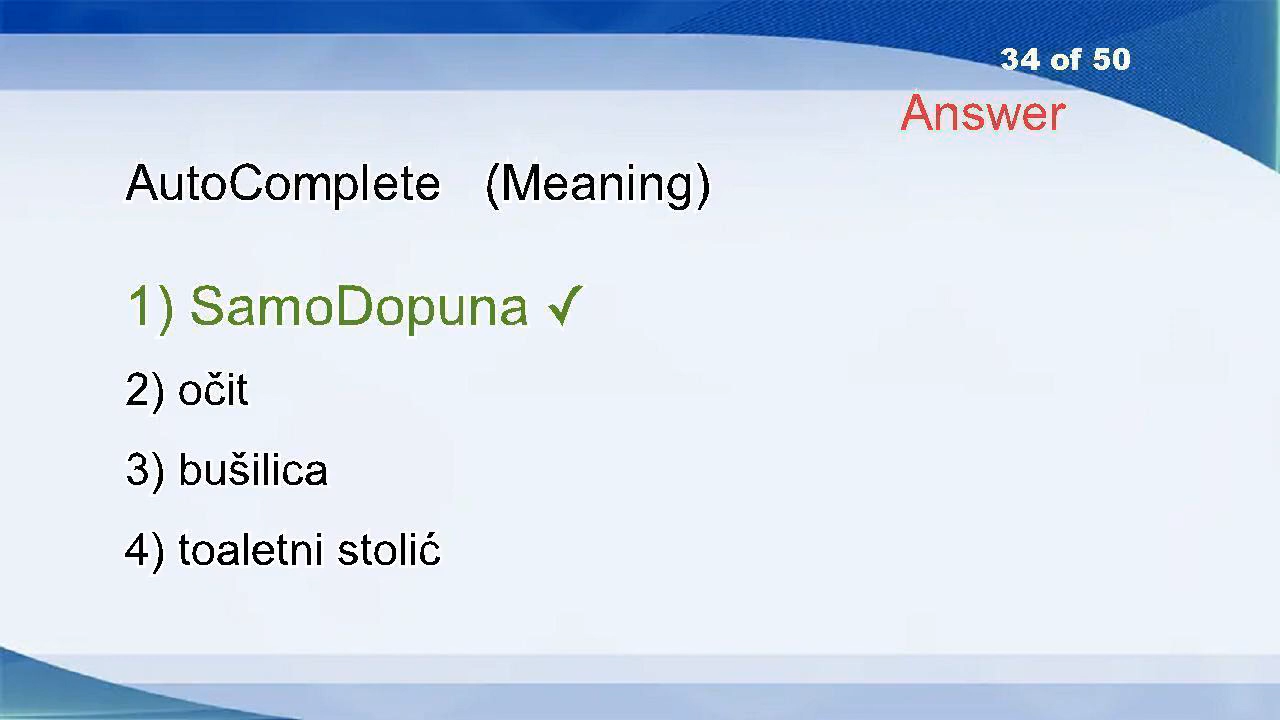 34 of 50
Answer
AutoComplete (Meaning)
1) SamoDopuna ✓
2) očit
3) bušilica
4) toaletni stolić